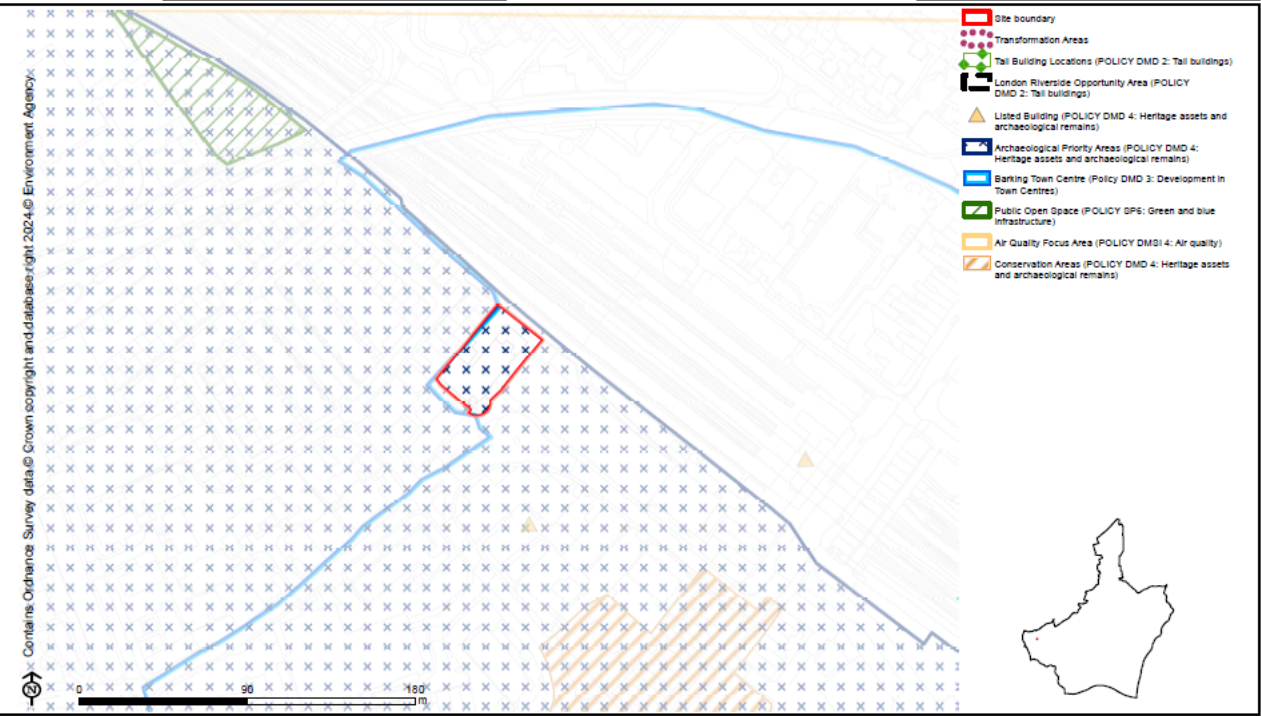 Site boundary
Transformation Areas
Tall Building Locations (POLICY DMD 2: Tall buildings)
London Riverside Opportunity Area (POLICY
DMD 2: Tall buildings)
Listed Building (POLICY DMD 4: Heritage assets and
archaeological remains)
Archaeological Priority Areas (POLICY DMD 4:
Heritage assets and archaeological remains)
Barking Town Centre (Policy DMD 3: Development in
Town Centres)
Public Open Space (POLICY SP6: Green and blue
infrastructure)
Air Quality Focus Area (POLICY DMSI 4: Air quality)
Conservation Areas (POLICY DMD 4: Heritage assets
and archaeological remains)
Contains Ordnance Survey data © Crown copyright and database right 2024 © Environment Agency
N
0 90 180
m